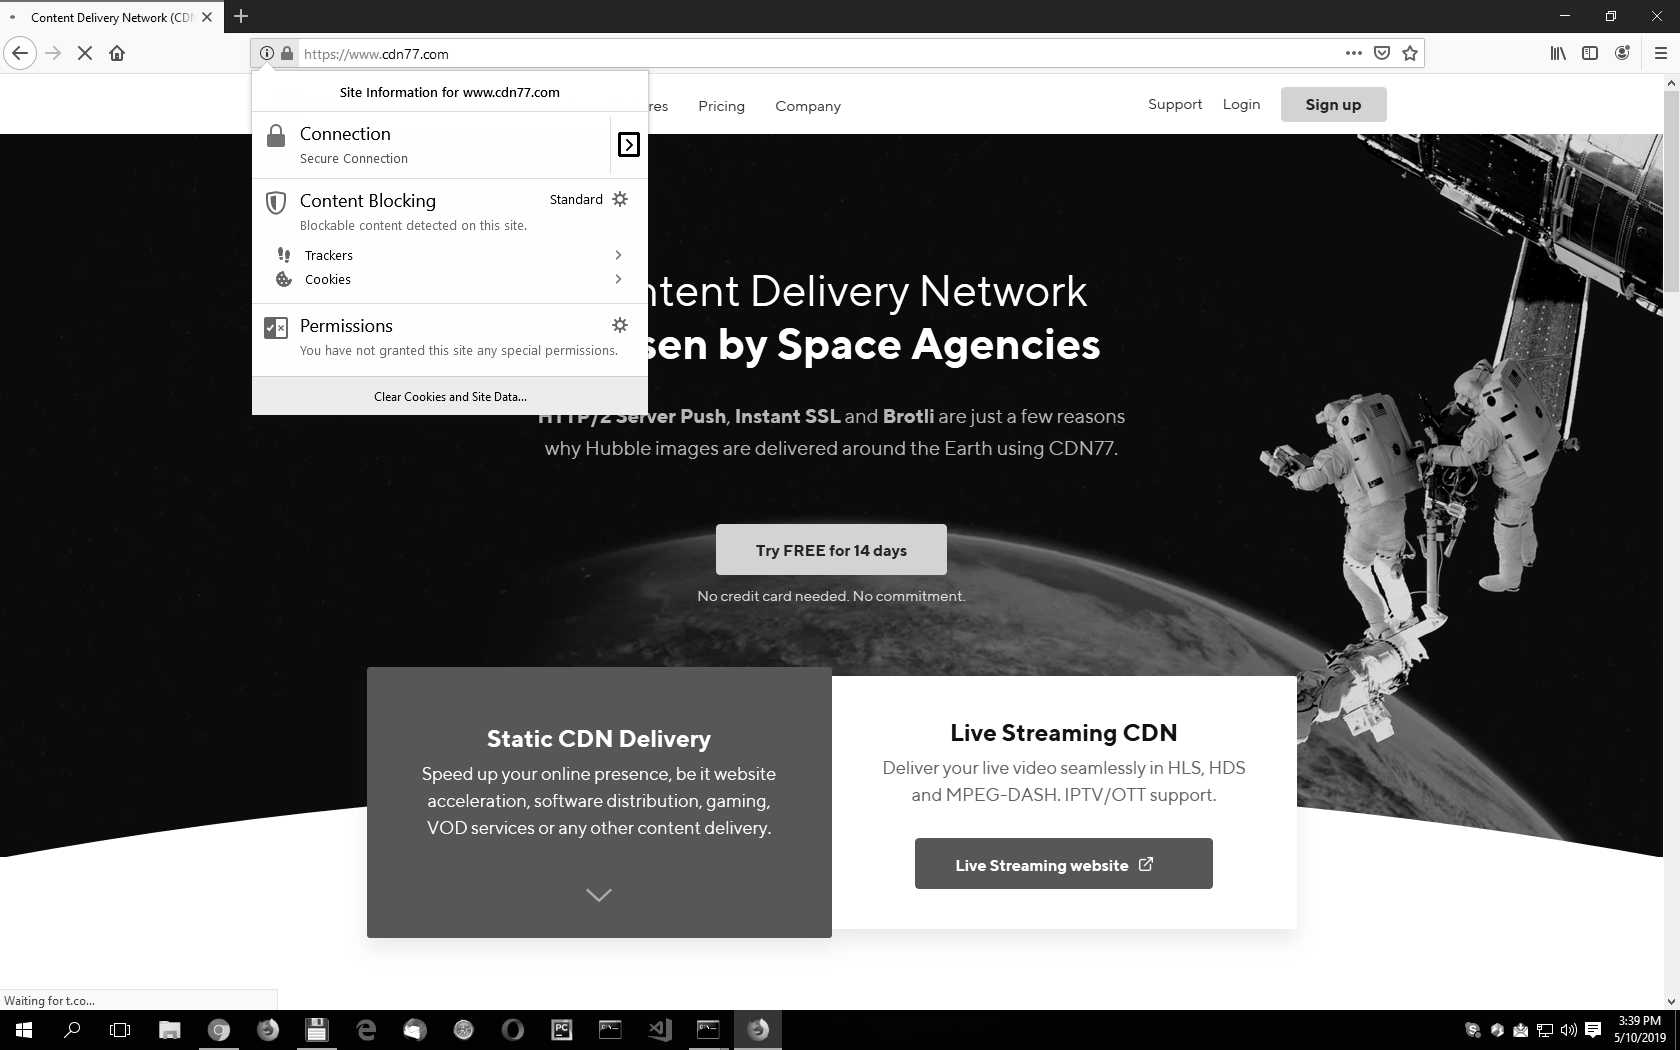 Content Delivery Network (CD
https://www.cdn77.com
Site Information for www.cdn77.com
res Pricing Company
Support Login Sign up
Connection
Secure Connection
Content Blocking Standard
Blockable content detected on this site.
Trackers
Cookies
Permissions
You have not granted this site any special permissions.
Clear Cookies and Site Data...
ntent Delivery Network
sen by Space Agencies
HTTP/2 Server Push, Instant SSL and Brotli are just a few reasons
why Hubble images are delivered around the Earth using CDN77.
Try FREE for 14 days
No credit card needed. No commitment.
Static CDN Delivery
Speed up your online presence, be it website
acceleration, software distribution, gaming,
VOD services or any other content delivery.
Live Streaming CDN
Deliver your live video seamlessly in HLS, HDS
and MPEG-DASH. IPTV/OTT support.
Live Streaming website
Waiting for t.co...
PC
3:39 PM
5/10/2019